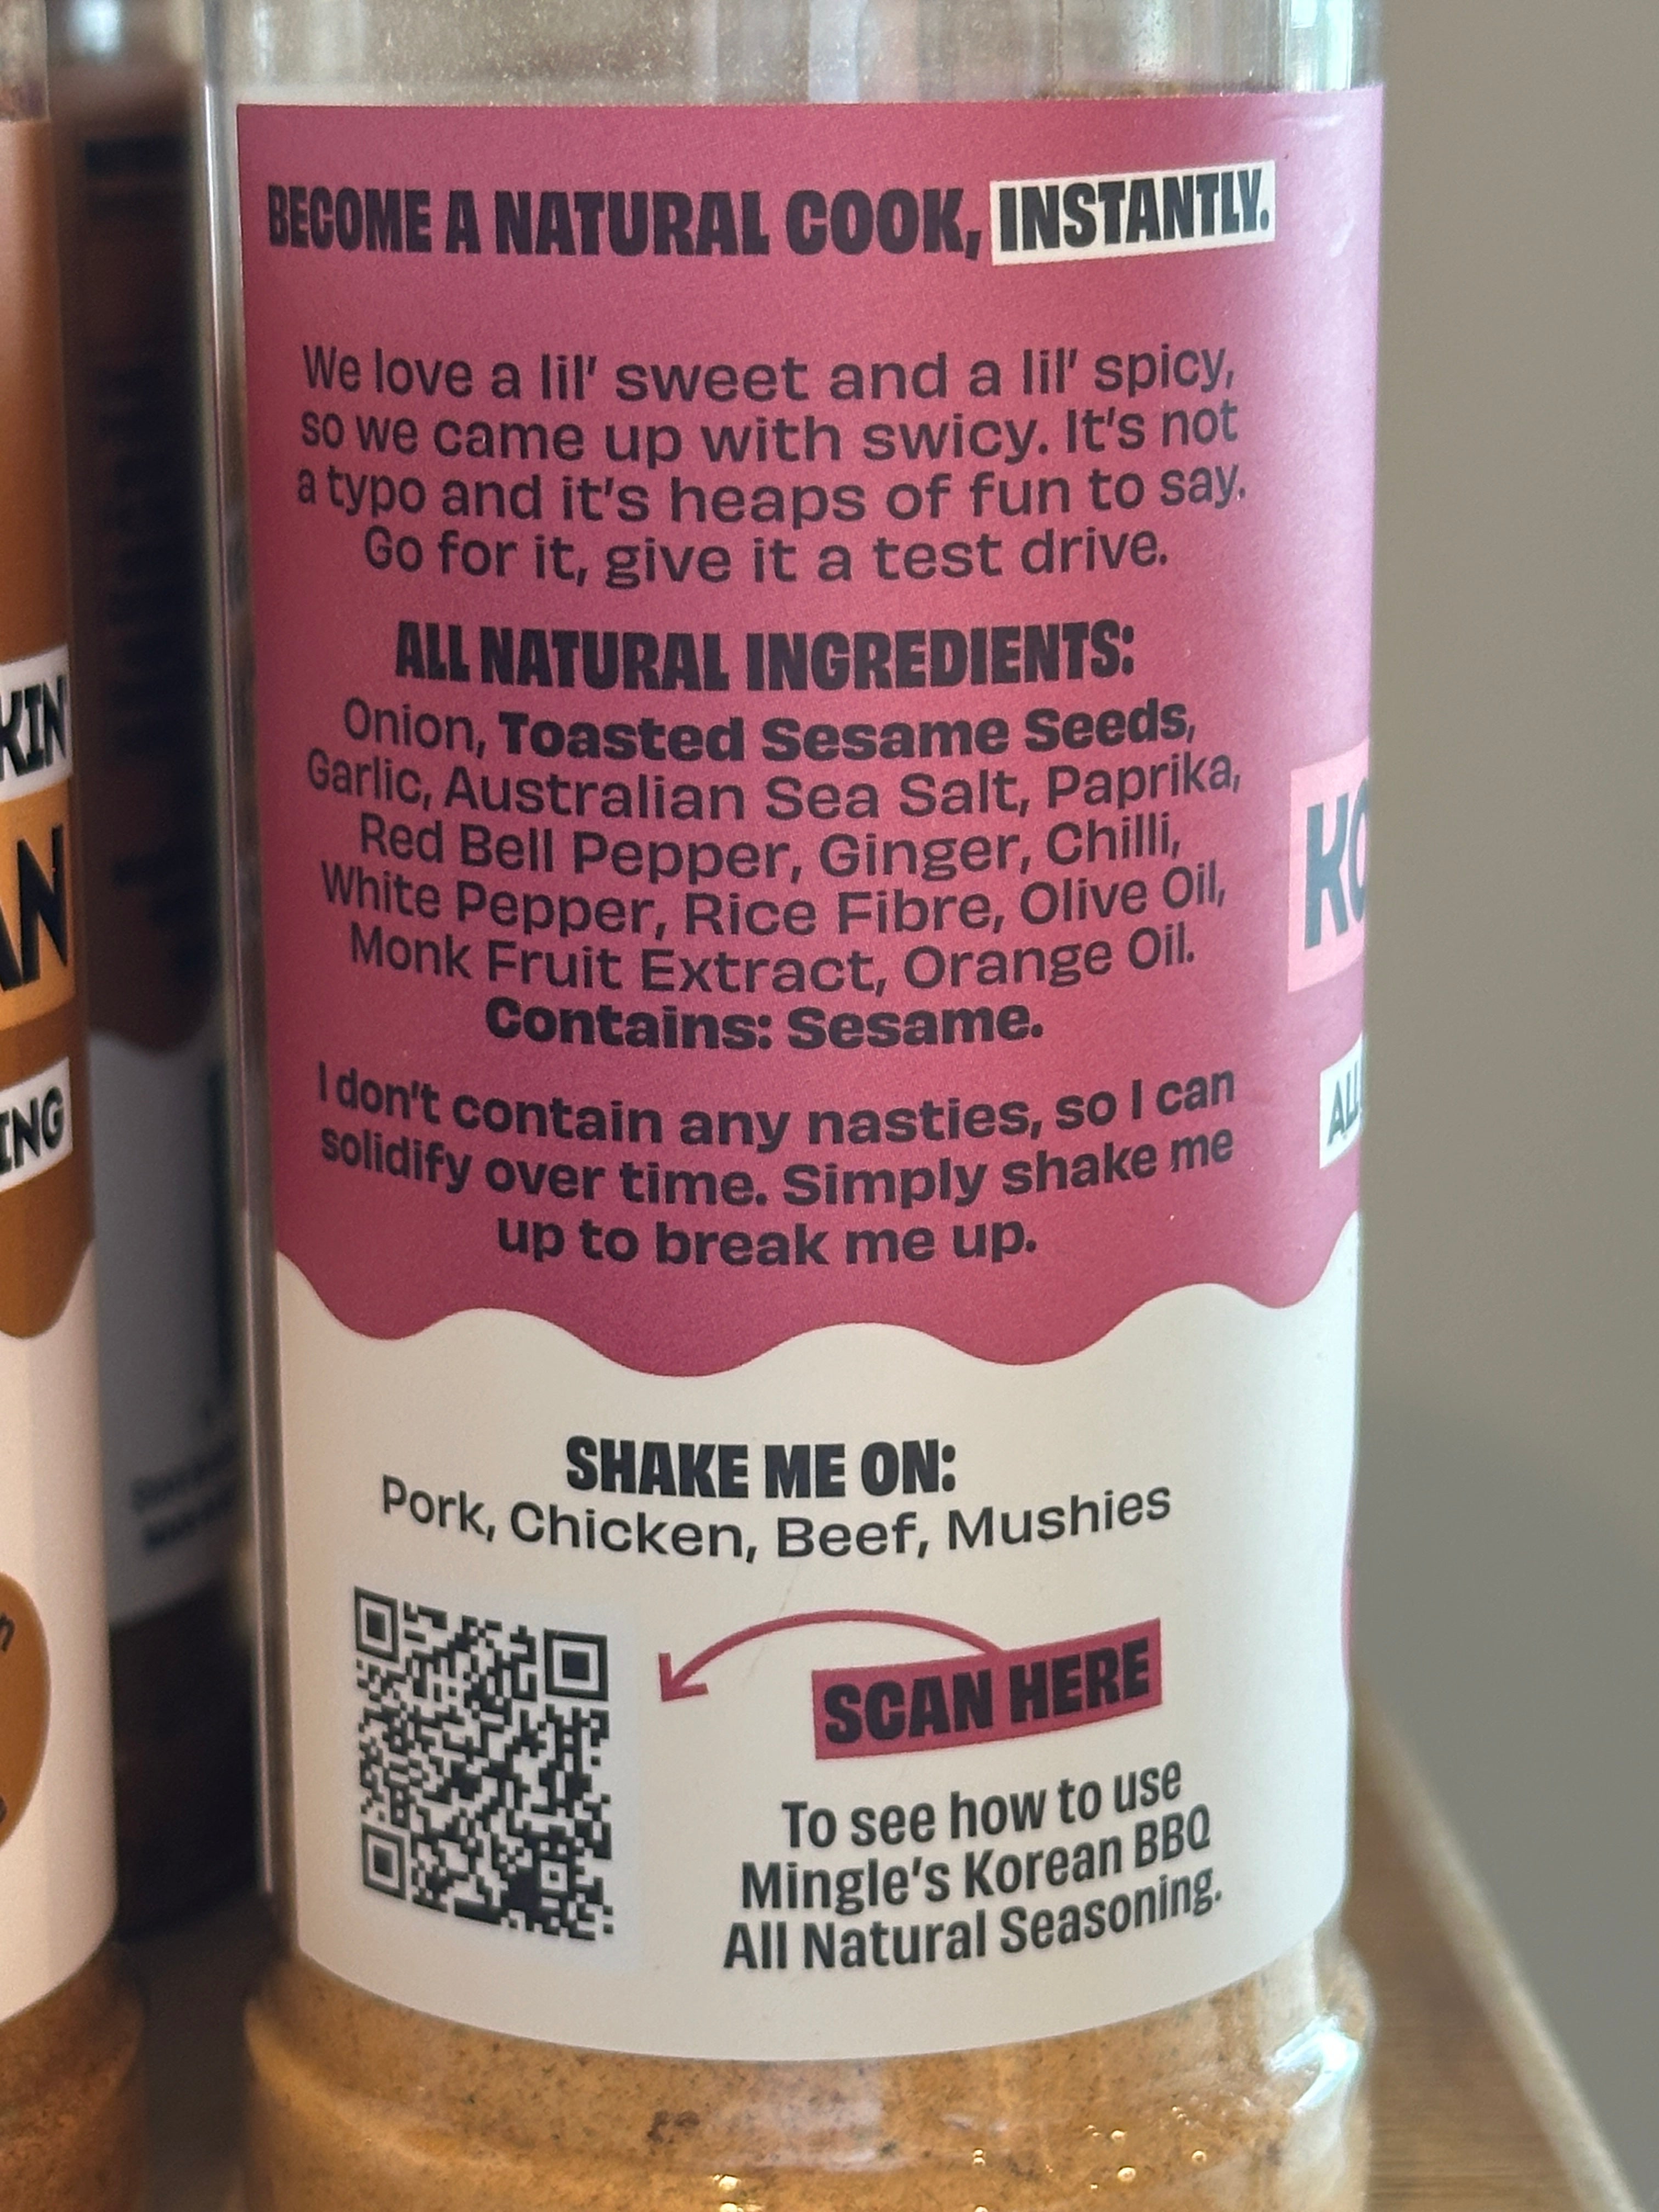 BECOME A NATURAL COOK, INSTANTLY.
We love a lil' sweet and a lil' spicy,
so we came up with swicy. It's not
a typo and it's heaps of fun to say.
Go for it, give it a test drive.
ALL NATURAL INGREDIENTS:
Onion, Toasted Sesame Seeds,
Garlic, Australian Sea Salt, Paprika,
Red Bell Pepper, Ginger, Chilli,
White Pepper, Rice Fibre, Olive Oil,
Monk Fruit Extract, Orange Oil.
Contains: Sesame.
I don't contain any nasties, so I can
solidify over time. Simply shake me
up to break me up.
SHAKE ME ON:
Pork, Chicken, Beef, Mushies
SCAN HERE
To see how to use
Mingle's Korean BBQ
All Natural Seasoning.
KIN
AN
ING
KO
ALL